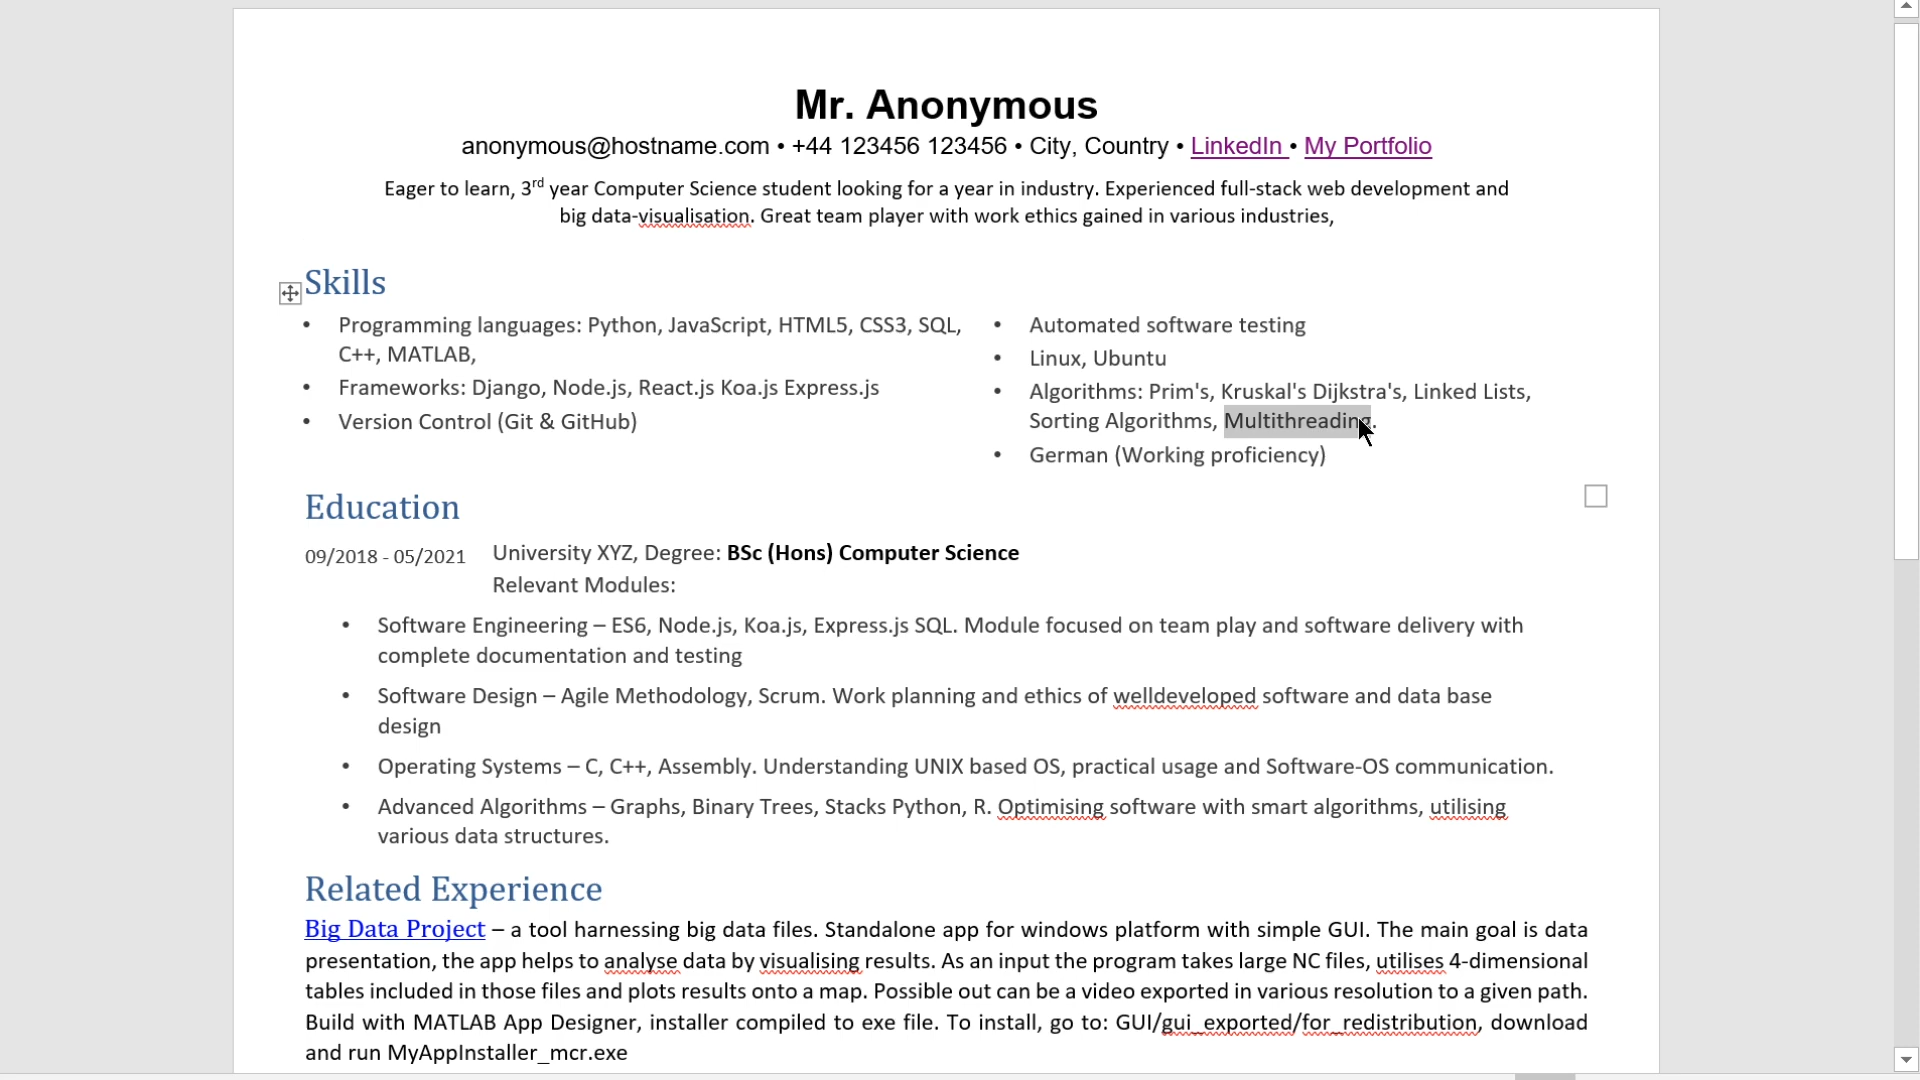 Mr. Anonymous
anonymous@hostname.com • +44 123456 123456 • City, Country • LinkedIn • My Portfolio
Eager to learn, 3rd year Computer Science student looking for a year in industry. Experienced full-stack web development and
big data-visualisation. Great team player with work ethics gained in various industries,
Skills
• Programming languages: Python, JavaScript, HTML5, CSS3, SQL,
C++, MATLAB,
• Frameworks: Django, Node.js, React.js Koa.js Express.js
• Version Control (Git & GitHub)
• Automated software testing
• Linux, Ubuntu
• Algorithms: Prim's, Kruskal's Dijkstra's, Linked Lists,
Sorting Algorithms, Multithreading.
• German (Working proficiency)
Education
09/2018 - 05/2021 University XYZ, Degree: BSc (Hons) Computer Science
Relevant Modules:
• Software Engineering – ES6, Node.js, Koa.js, Express.js SQL. Module focused on team play and software delivery with
complete documentation and testing
• Software Design – Agile Methodology, Scrum. Work planning and ethics of welldeveloped software and data base
design
• Operating Systems – C, C++, Assembly. Understanding UNIX based OS, practical usage and Software-OS communication.
• Advanced Algorithms – Graphs, Binary Trees, Stacks Python, R. Optimising software with smart algorithms, utilising
various data structures.
Related Experience
Big Data Project – a tool harnessing big data files. Standalone app for windows platform with simple GUI. The main goal is data
presentation, the app helps to analyse data by visualising results. As an input the program takes large NC files, utilises 4-dimensional
tables included in those files and plots results onto a map. Possible out can be a video exported in various resolution to a given path.
Build with MATLAB App Designer, installer compiled to exe file. To install, go to: GUI/gui_exported/for_redistribution, download
and run MyAppInstaller_mcr.exe